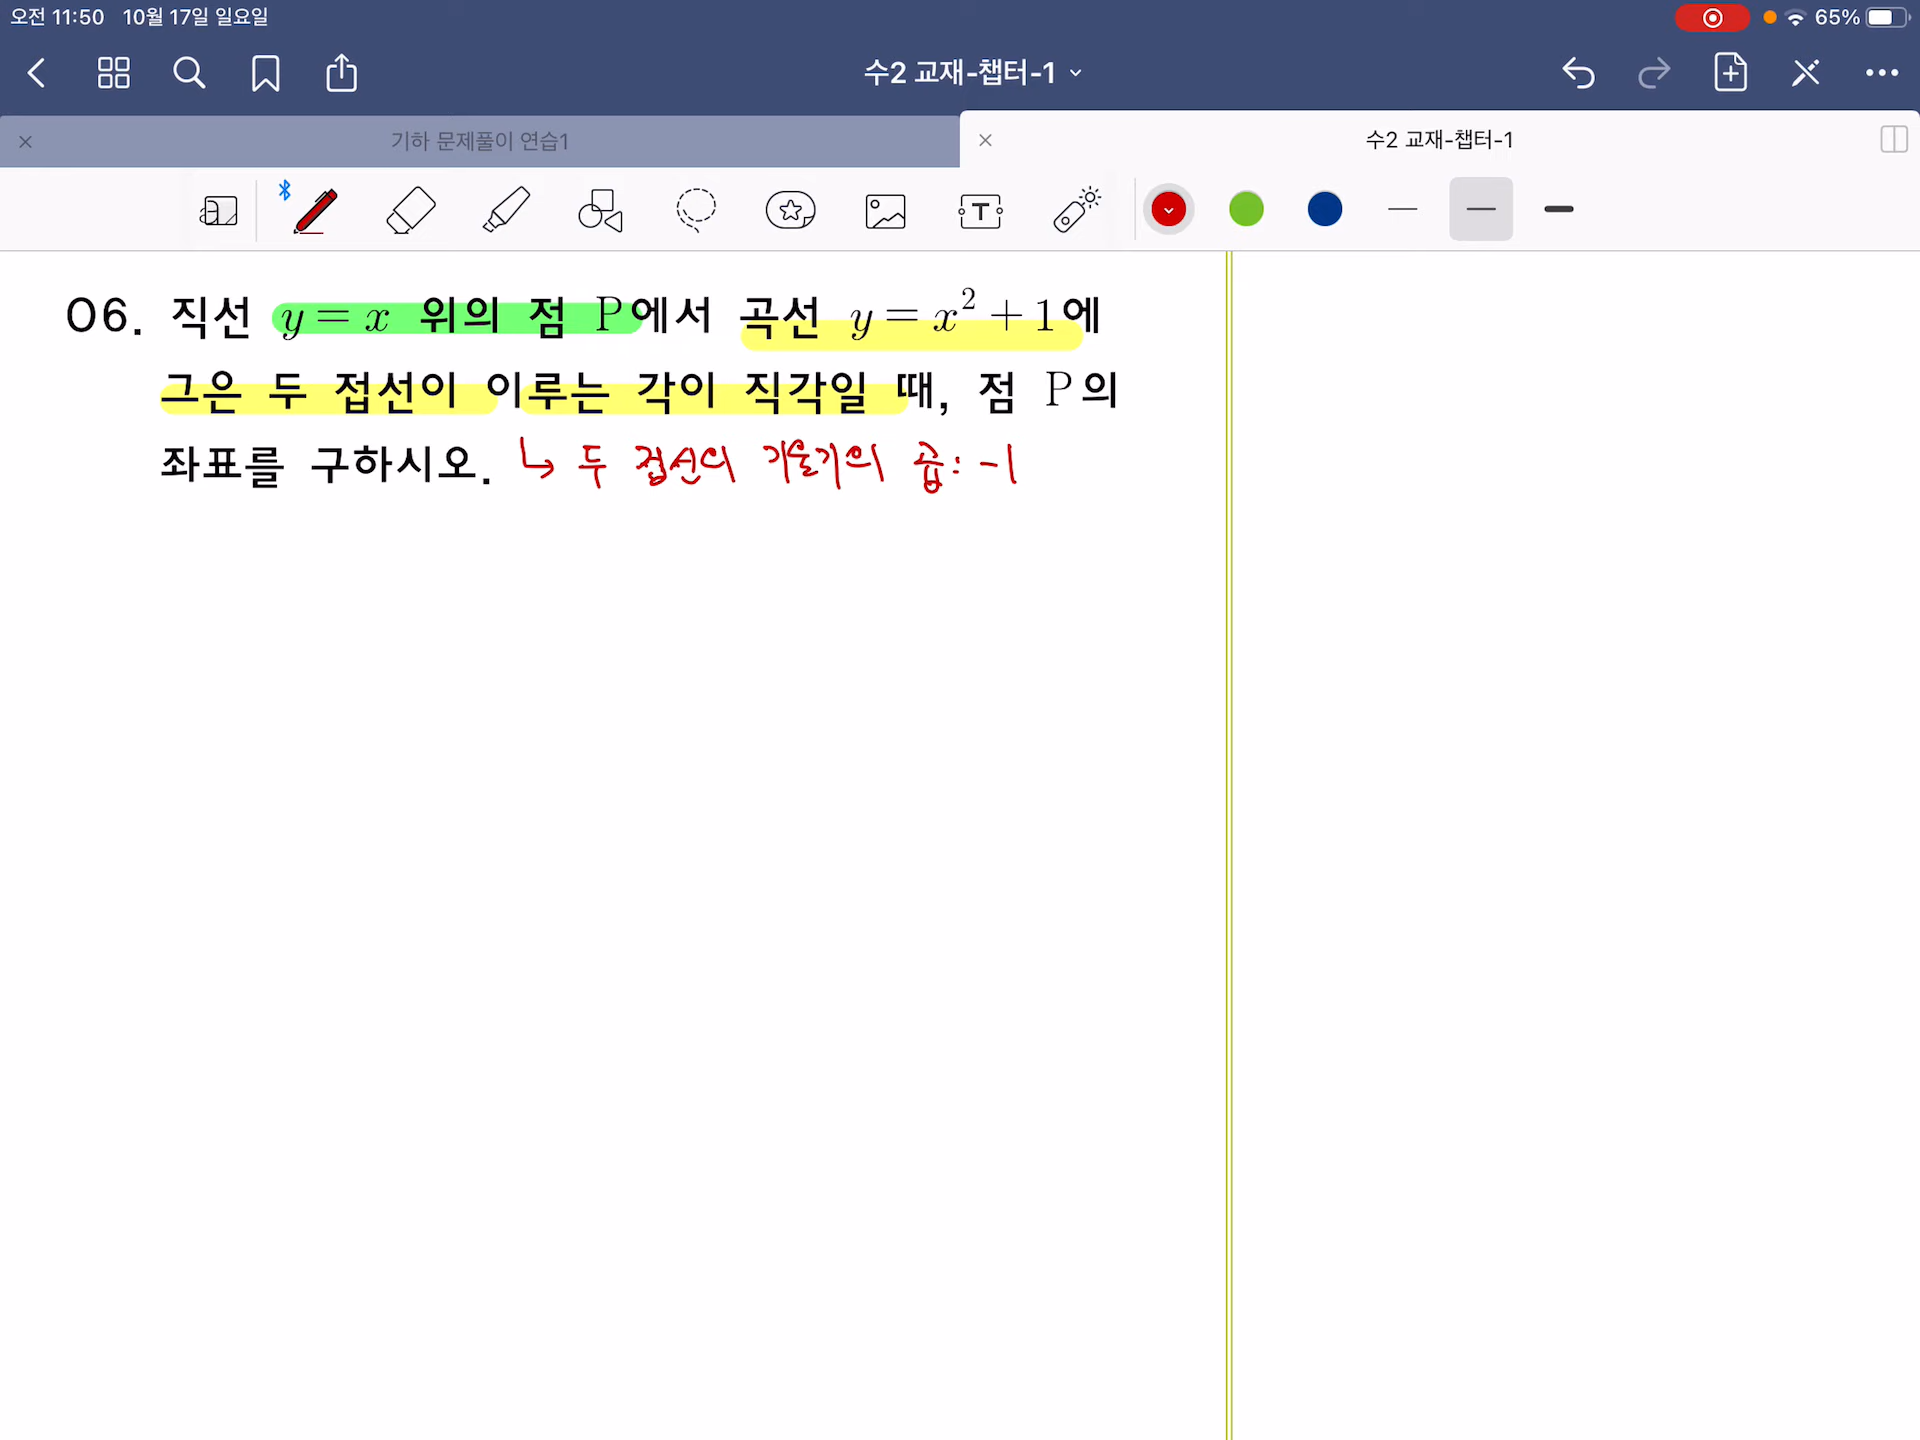 오전 11:50 10월 17일 일요일
65%
수2 교재-챕터-1
기하 문제풀이 연습1
수2 교재-챕터-1
06. 직선 y = x 위의 점 P에서 곡선 y = x² + 1에
그은 두 접선이 이루는 각이 직각일 때, 점 P의
좌표를 구하시오. ↳ 두 접선의 기울기의 곱: -1